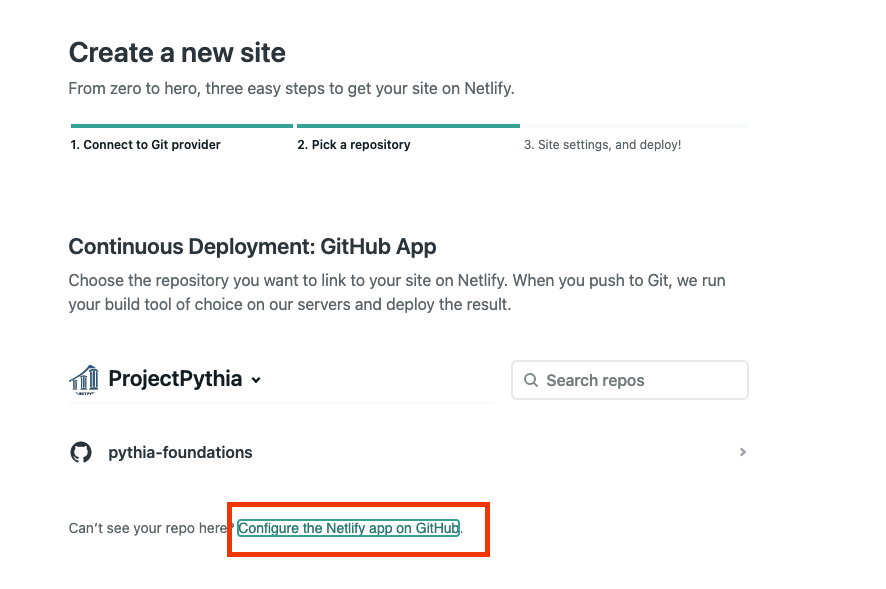 Create a new site
From zero to hero, three easy steps to get your site on Netlify.
1. Connect to Git provider
2. Pick a repository
3. Site settings, and deploy!
Continuous Deployment: GitHub App
Choose the repository you want to link to your site on Netlify. When you push to Git, we run
your build tool of choice on our servers and deploy the result.
ProjectPythia
Search repos
pythia-foundations
Can't see your repo here? Configure the Netlify app on GitHub.